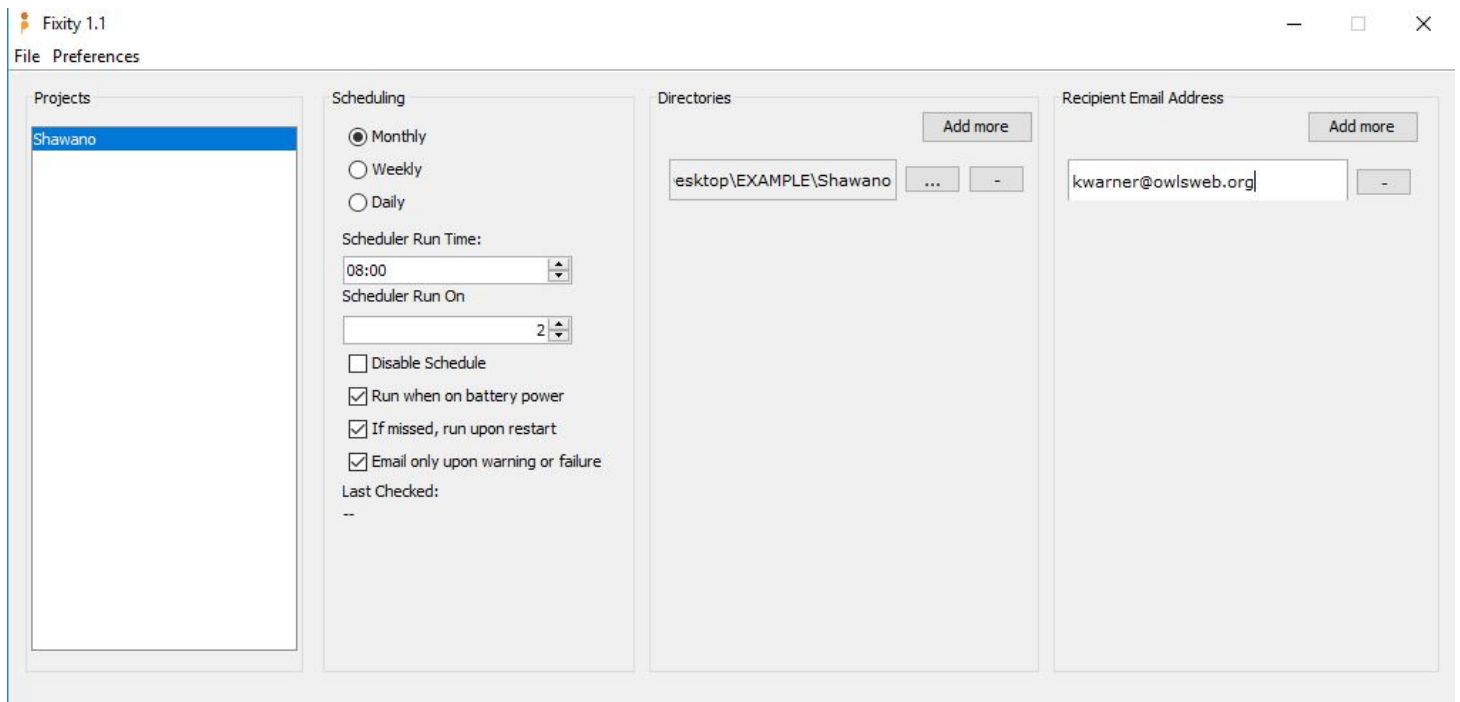 Fixity 1.1
File Preferences
Projects
Shawano
Scheduling
Monthly
Weekly
Daily
Scheduler Run Time:
08:00
Scheduler Run On
2
Disable Schedule
Run when on battery power
If missed, run upon restart
Email only upon warning or failure
Last Checked:
--
Directories
Add more
esktop\EXAMPLE\Shawano ... -
Recipient Email Address
Add more
kwarner@owlsweb.org -